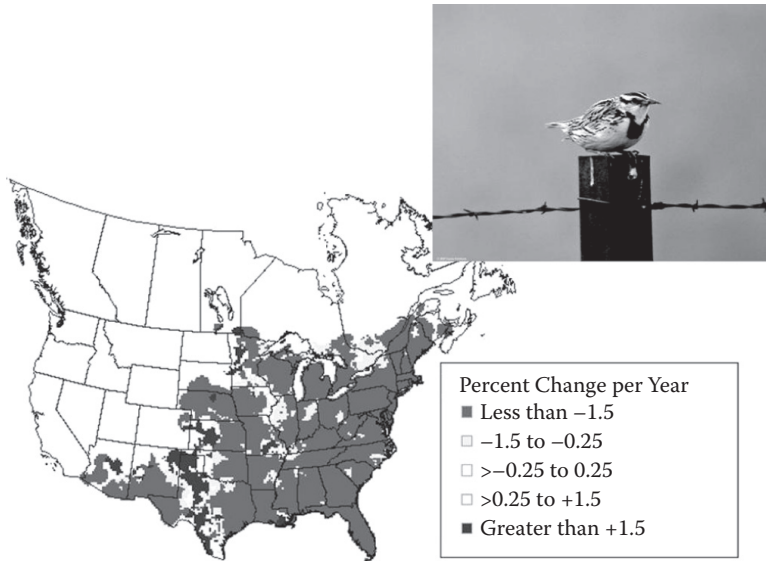 Percent Change per Year
Less than −1.5
−1.5 to −0.25
>−0.25 to 0.25
>0.25 to +1.5
Greater than +1.5